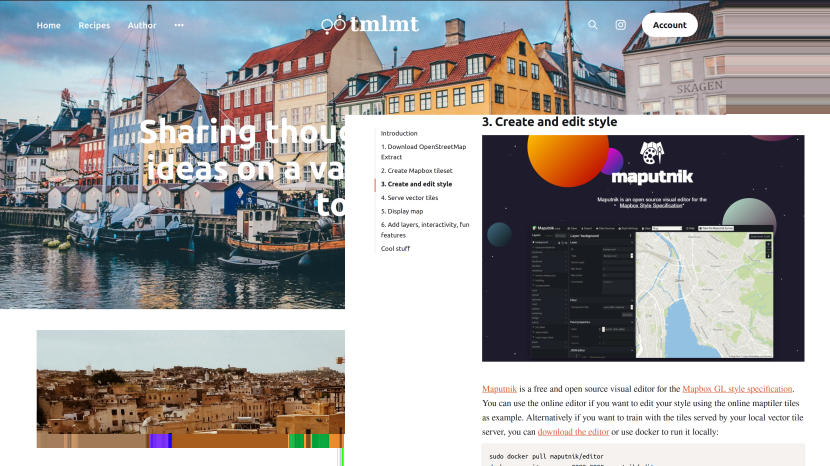 Home Recipes Author ••• tmlmt Account
SKAGEN
Sharing thoug
ideas on a va
to
Introduction
1. Download OpenStreetMap
Extract
2. Create Mapbox tileset
3. Create and edit style
4. Serve vector tiles
5. Display map
6. Add layers, interactivity, fun
features
Cool stuff
3. Create and edit style
maputnik
Maputnik is an open source visual editor for the
Mapbox Style Specification*
Maputnik
Maputnik is a free and open source visual editor for the Mapbox GL style specification.
You can use the online editor if you want to edit your style using the online maptiler tiles
as example. Alternatively if you want to train with the tiles served by your local vector tile
server, you can download the editor or use docker to run it locally:
sudo docker pull maputnik/editor